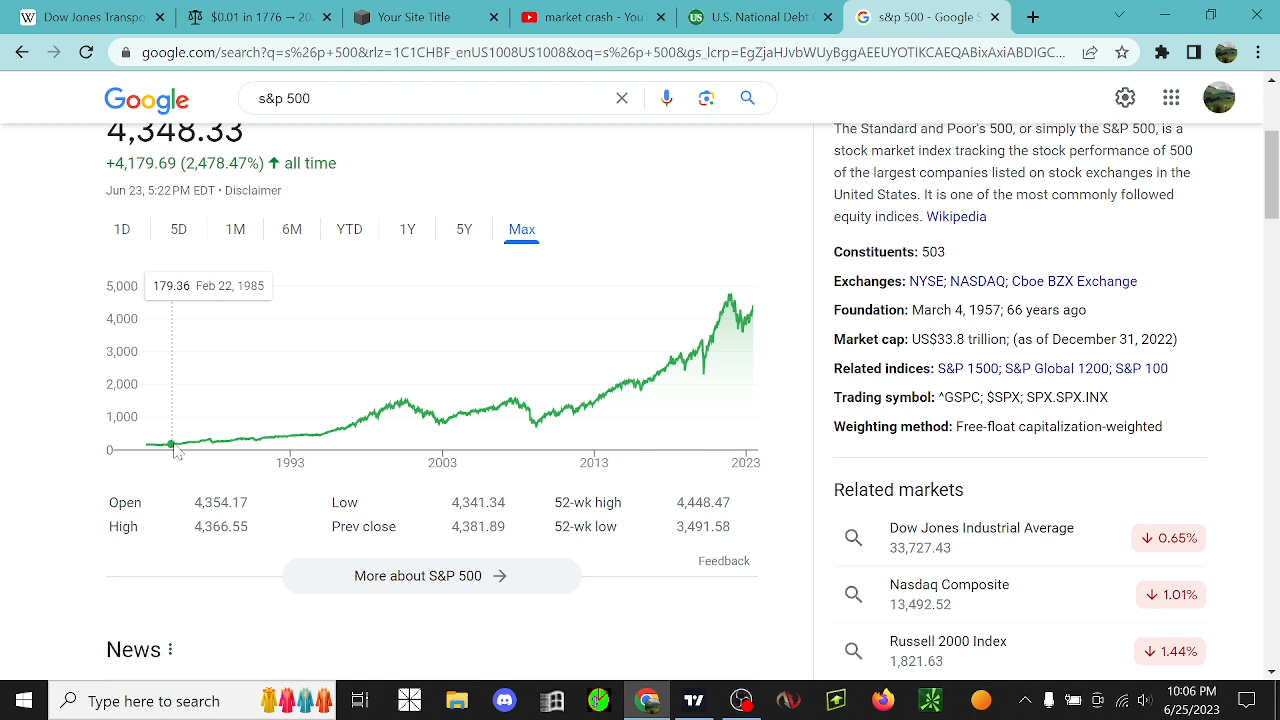 Dow Jones Transpo
$0.01 in 1776 → 20
Your Site Title
market cash - You
U.S. National Debt
s&p 500 - Google S
google.com/search?q=s%26p+500&rlz=1C1CHBF_enUS1008US1008&oq=s%26p+500&gs_lcrp=EgZjaHJvbWUyBggAEEUYOTIKCAEQABixAxiABDIGC...
Google
s&p 500
4,348.33
+4,179.69 (2,478.47%) ↑ all time
Jun 23, 5:22 PM EDT • Disclaimer
1D 5D 1M 6M YTD 1Y 5Y Max
179.36 Feb 22, 1985
5,000
4,000
3,000
2,000
1,000
0
1993 2003 2013 2023
Open 4,354.17 Low 4,341.34 52-wk high 4,448.47
High 4,366.55 Prev close 4,381.89 52-wk low 3,491.58
Feedback
More about S&P 500 →
News
The Standard and Poor's 500, or simply the S&P 500, is a
stock market index tracking the stock performance of 500
of the largest companies listed on stock exchanges in the
United States. It is one of the most commonly followed
equity indices. Wikipedia
Constituents: 503
Exchanges: NYSE; NASDAQ; Cboe BZX Exchange
Foundation: March 4, 1957; 66 years ago
Market cap: US$33.8 trillion; (as of December 31, 2022)
Related indices: S&P 1500; S&P Global 1200; S&P 100
Trading symbol: ^GSPC; $SPX; SPX.SPX.INX
Weighting method: Free-float capitalization-weighted
Related markets
Dow Jones Industrial Average
33,727.43
↓ 0.65%
Nasdaq Composite
13,492.52
↓ 1.01%
Russell 2000 Index
1,821.63
↓ 1.44%
Type here to search
10:06 PM
6/25/2023